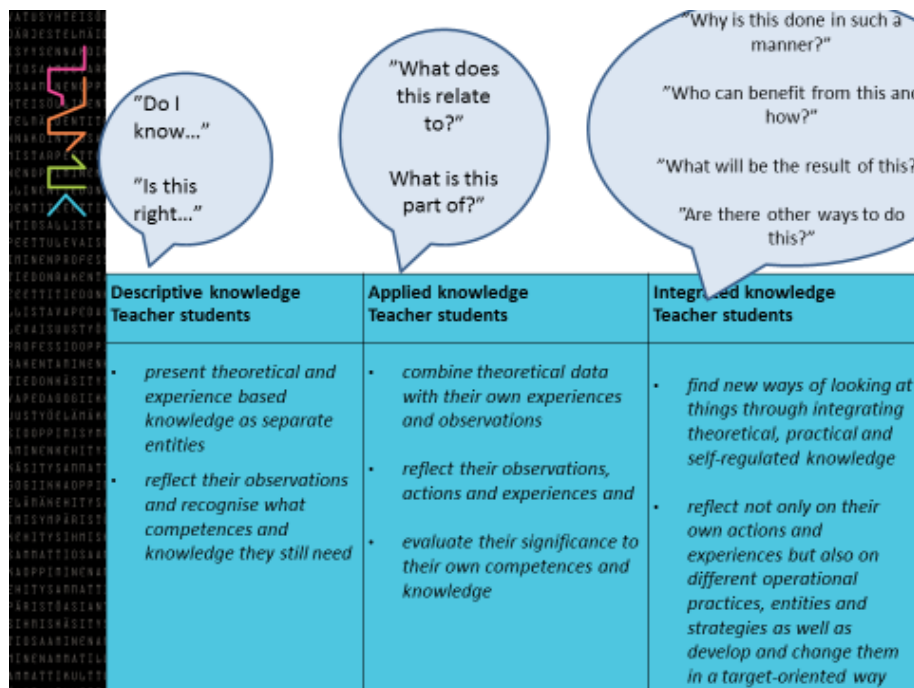 "Do I
know..."
"Is this
right..."
"What does
this relate
to?"
What is this
part of?"
"Why is this done in such a
manner?"
"Who can benefit from this and
how?"
"What will be the result of this?
"Are there other ways to do
this?"
Descriptive knowledge
Teacher students
• present theoretical and
experience based
knowledge as separate
entities
• reflect their observations
and recognise what
competences and
knowledge they still need
Applied knowledge
Teacher students
• combine theoretical data
with their own experiences
and observations
• reflect their observations,
actions and experiences and
• evaluate their significance to
their own competences and
knowledge
Integrated knowledge
Teacher students
• find new ways of looking at
things through integrating
theoretical, practical and
self-regulated knowledge
• reflect not only on their
own actions and
experiences but also on
different operational
practices, entities and
strategies as well as
develop and change them
in a target-oriented way